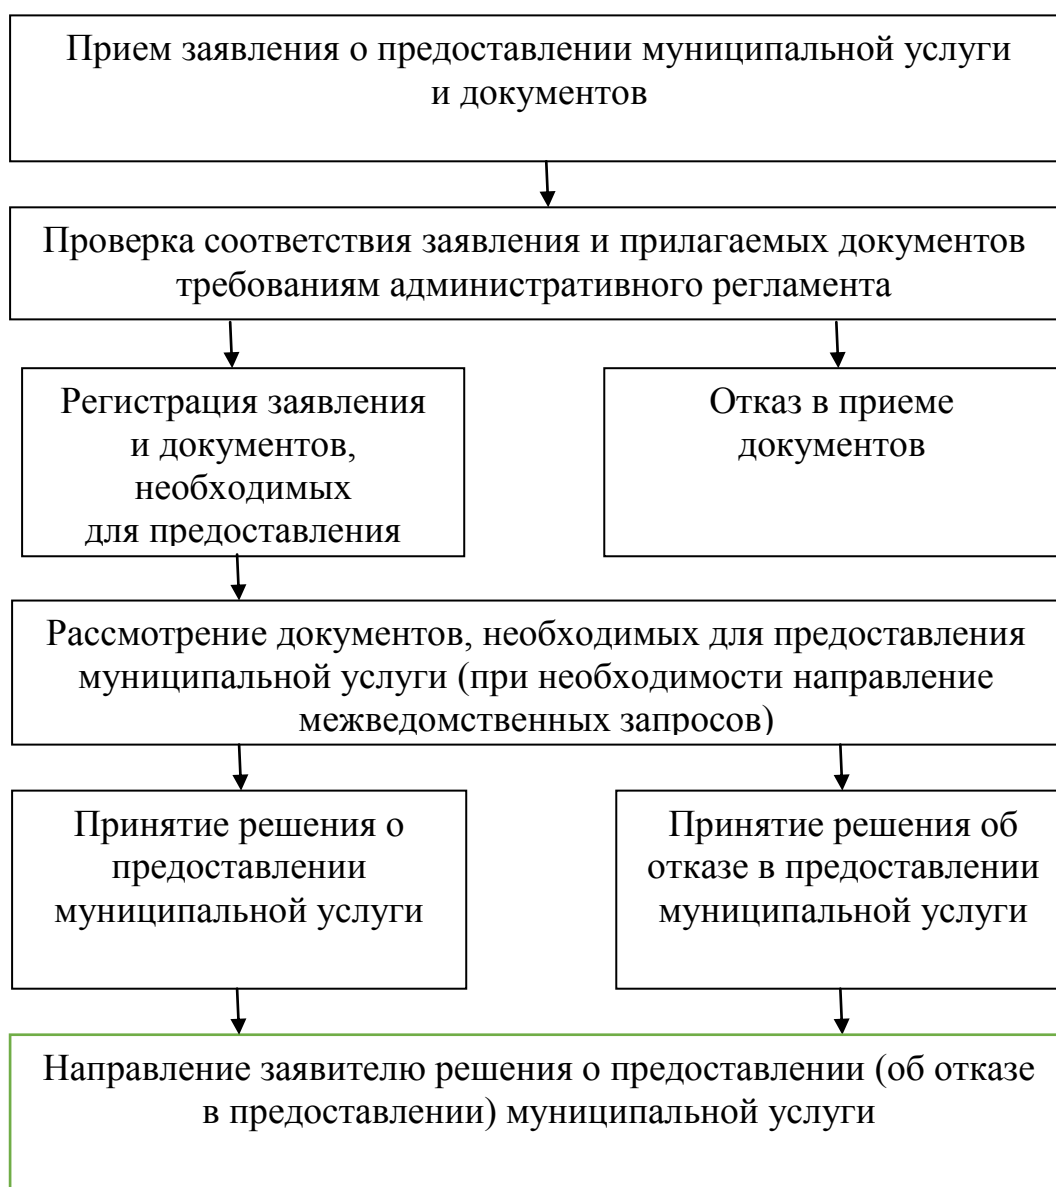 Прием заявления о предоставлении муниципальной услуги
и документов
Проверка соответствия заявления и прилагаемых документов
требованиям административного регламента
Регистрация заявления
и документов,
необходимых
для предоставления
Отказ в приеме
документов
Рассмотрение документов, необходимых для предоставления
муниципальной услуги (при необходимости направление
межведомственных запросов)
Принятие решения о
предоставлении
муниципальной услуги
Принятие решения об
отказе в предоставлении
муниципальной услуги
Направление заявителю решения о предоставлении (об отказе
в предоставлении) муниципальной услуги